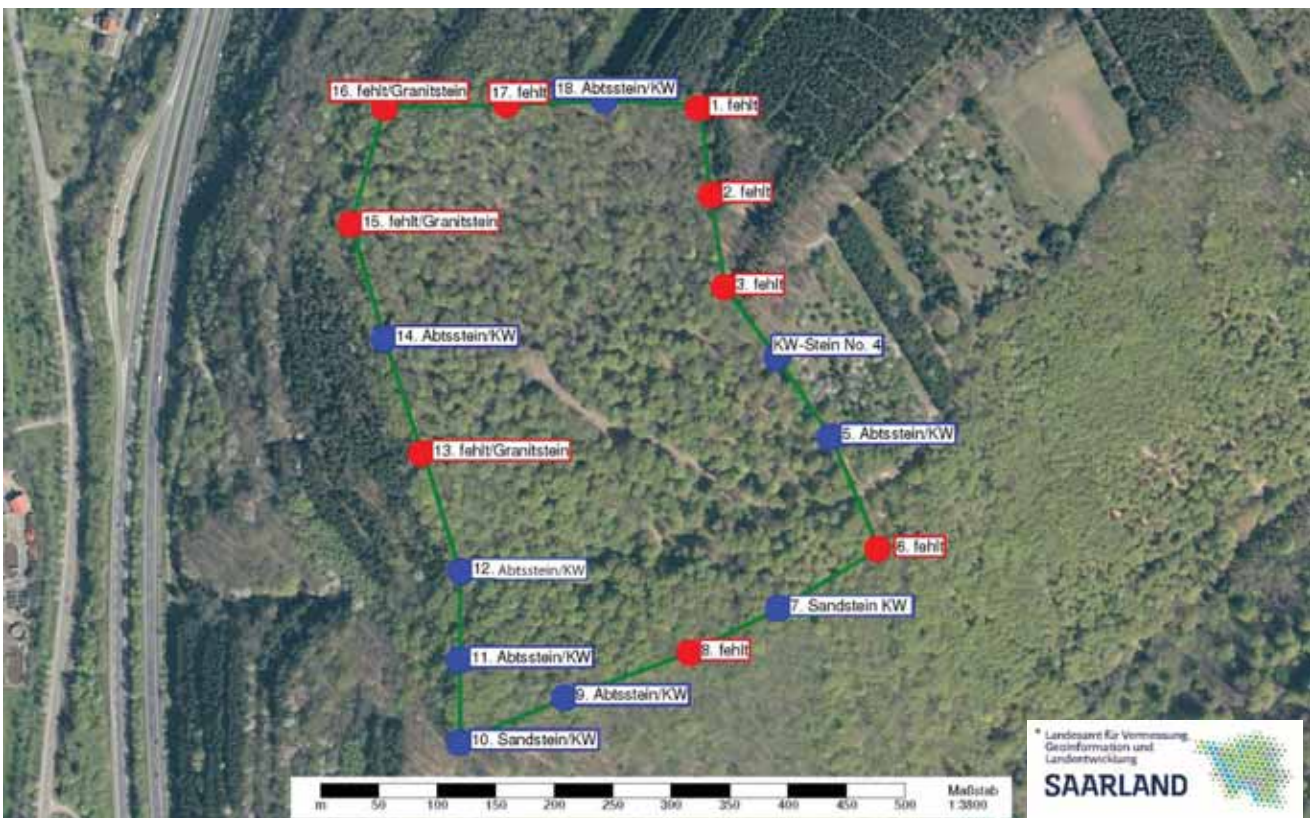 16. fehlt/Granitstein
17. fehlt
18. Abtsstein/KW
1. fehlt
2. fehlt
15. fehlt/Granitstein
3. fehlt
14. Abtsstein/KW
KW-Stein No. 4
5. Abtsstein/KW
13. fehlt/Granitstein
6. fehlt
12. Abtsstein/KW
7. Sandstein KW
8. fehlt
11. Abtsstein/KW
9. Abtsstein/KW
10. Sandstein/KW
* Landesamt für Vermessung,
Geoinformation und
Landentwicklung
SAARLAND
m 50 100 150 200 250 300 350 400 450 500
Maßstab
1:3800